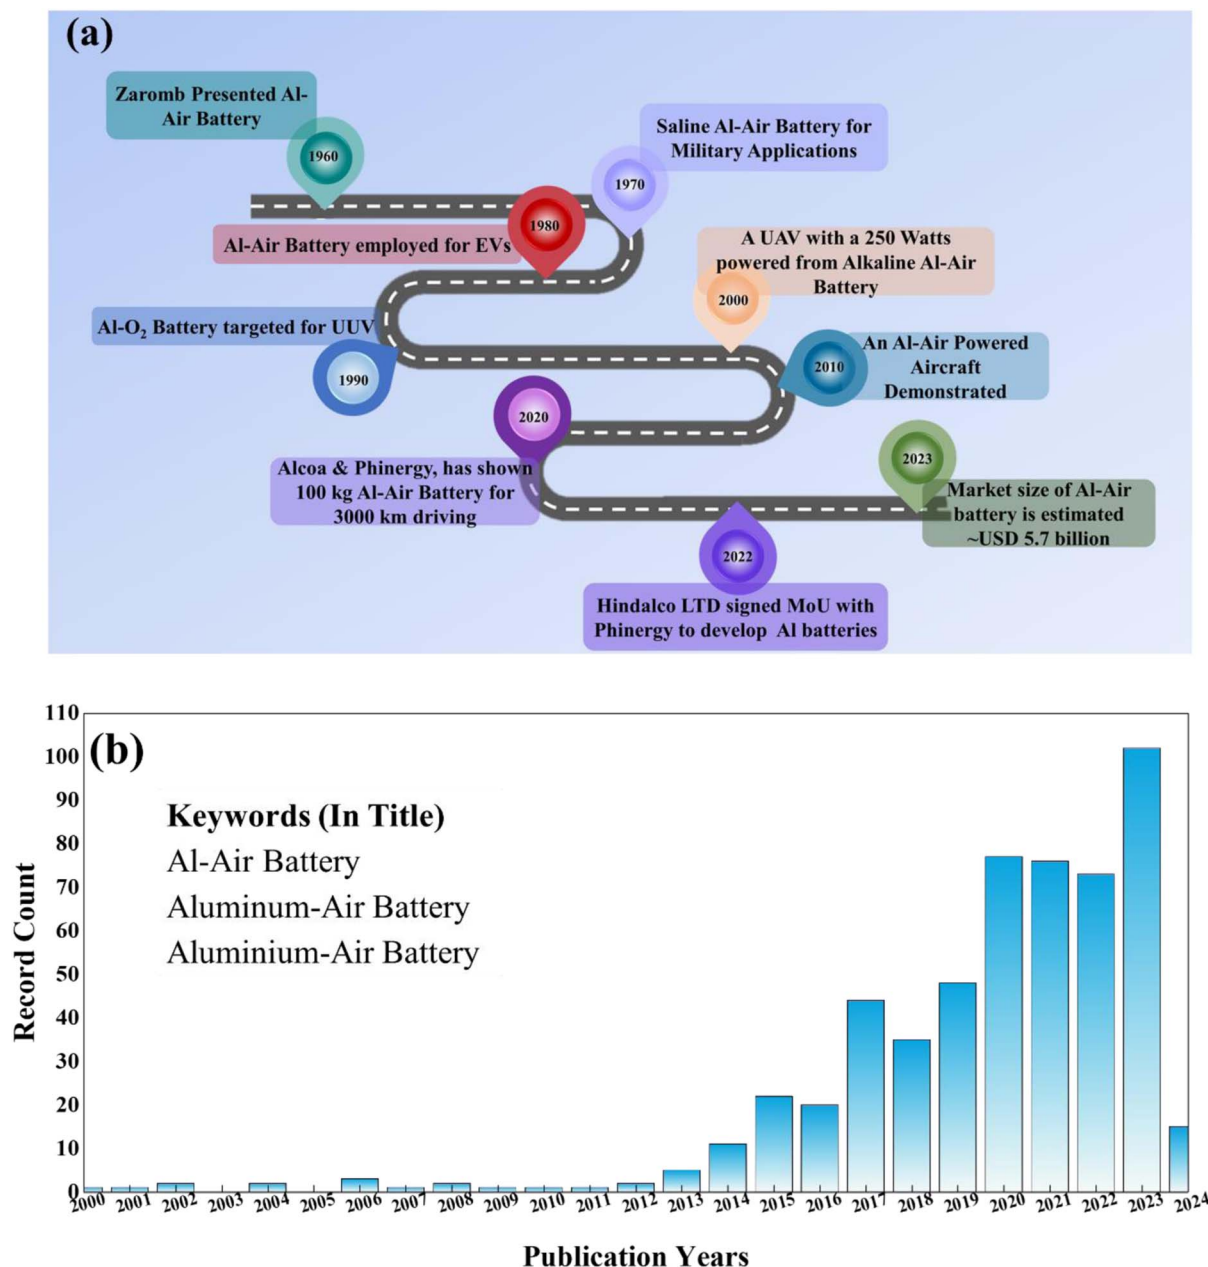 (a)
Zaromb Presented Al-
Air Battery
1960
Saline Al-Air Battery for
Military Applications
1970
Al-Air Battery employed for EVs
1980
A UAV with a 250 Watts
powered from Alkaline Al-Air
Battery
2000
Al-O₂ Battery targeted for UUV
1990
An Al-Air Powered
Aircraft
Demonstrated
2010
2020
Alcoa & Phinergy, has shown
100 kg Al-Air Battery for
3000 km driving
2023
Market size of Al-Air
battery is estimated
~USD 5.7 billion
2022
Hindalco LTD signed MoU with
Phinergy to develop Al batteries
(b)
Keywords (In Title)
Al-Air Battery
Aluminum-Air Battery
Aluminium-Air Battery
Record Count
110
100
90
80
70
60
50
40
30
20
10
0
2000 2001 2002 2003 2004 2005 2006 2007 2008 2009 2010 2011 2012 2013 2014 2015 2016 2017 2018 2019 2020 2021 2022 2023 2024
Publication Years